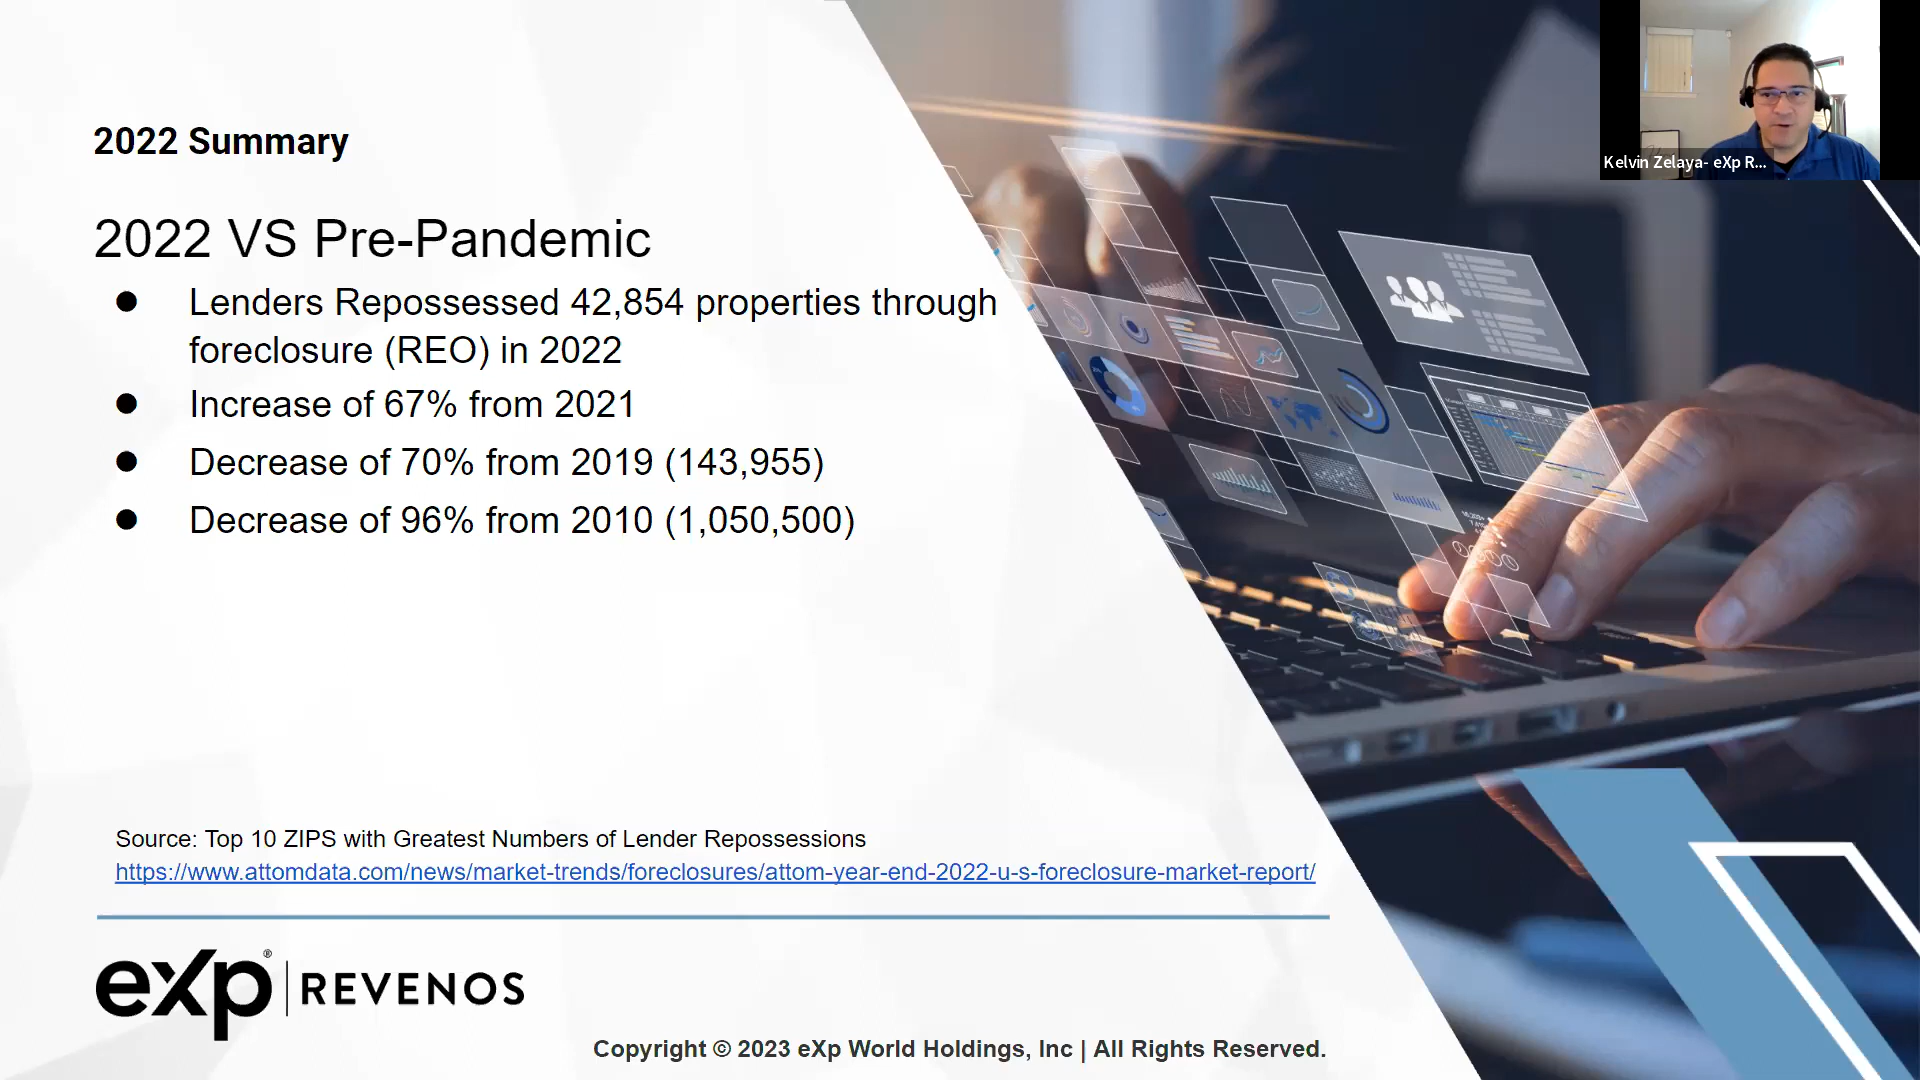 2022 Summary
2022 VS Pre-Pandemic
● Lenders Repossessed 42,854 properties through
foreclosure (REO) in 2022
● Increase of 67% from 2021
● Decrease of 70% from 2019 (143,955)
● Decrease of 96% from 2010 (1,050,500)
Source: Top 10 ZIPS with Greatest Numbers of Lender Repossessions
https://www.attomdata.com/news/market-trends/foreclosures/attom-year-end-2022-u-s-foreclosure-market-report/
eXp® | REVENOS
Copyright © 2023 eXp World Holdings, Inc | All Rights Reserved.
Kelvin Zelaya- eXp R...